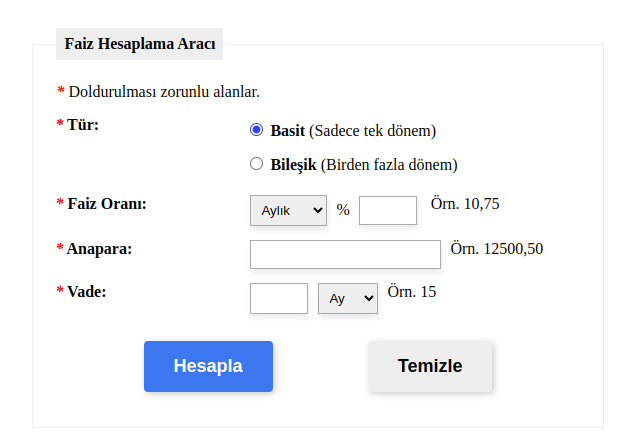 Faiz Hesaplama Aracı
* Doldurulması zorunlu alanlar.
* Tür:
Basit (Sadece tek dönem)
Bileşik (Birden fazla dönem)
* Faiz Oranı: Aylık % Örn. 10,75
* Anapara: Örn. 12500,50
* Vade: Ay Örn. 15
Hesapla Temizle